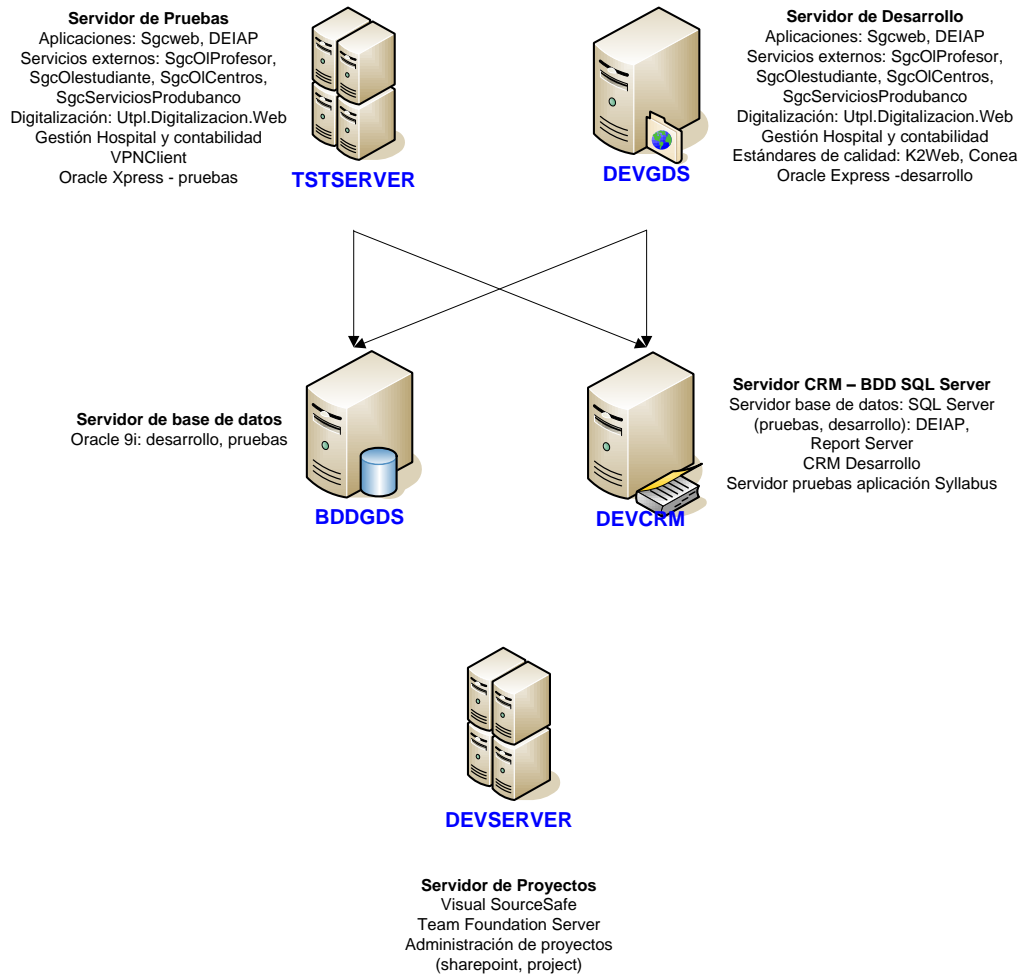 Servidor de Pruebas
Aplicaciones: Sgcweb, DEIAP
Servicios externos: SgcOlProfesor,
SgcOlestudiante, SgcOlCentros,
SgcServiciosProdubanco
Digitalización: Utpl.Digitalizacion.Web
Gestión Hospital y contabilidad
VPNClient
Oracle Xpress - pruebas
TSTSERVER
Servidor de Desarrollo
Aplicaciones: Sgcweb, DEIAP
Servicios externos: SgcOlProfesor,
SgcOlestudiante, SgcOlCentros,
SgcServiciosProdubanco
Digitalización: Utpl.Digitalizacion.Web
Gestión Hospital y contabilidad
Estándares de calidad: K2Web, Conea
Oracle Express -desarrollo
DEVGDS
Servidor de base de datos
Oracle 9i: desarrollo, pruebas
BDDGDS
Servidor CRM – BDD SQL Server
Servidor base de datos: SQL Server
(pruebas, desarrollo): DEIAP,
Report Server
CRM Desarrollo
Servidor pruebas aplicación Syllabus
DEVCRM
DEVSERVER
Servidor de Proyectos
Visual SourceSafe
Team Foundation Server
Administración de proyectos
(sharepoint, project)